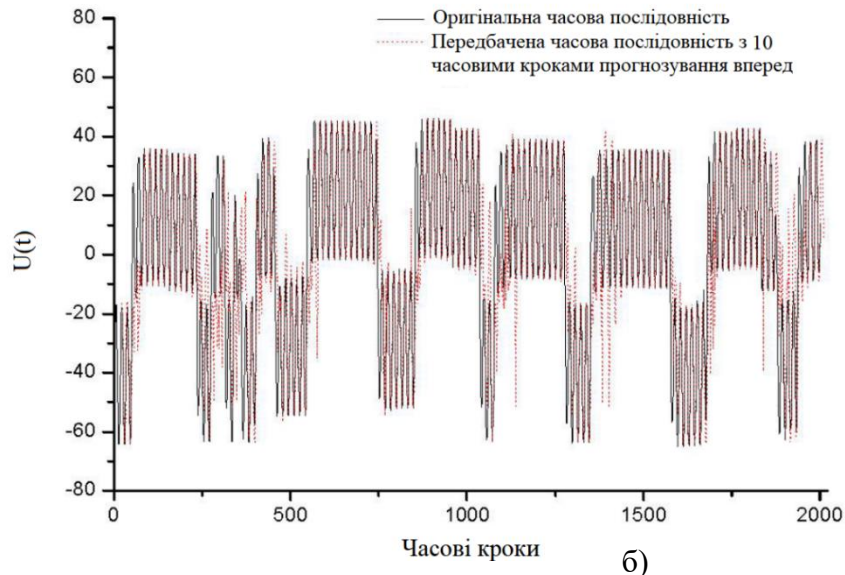 80
Оригінальна часова послідовність
Передбачена часова послідовність з 10
часовими кроками прогнозування вперед
60
40
20
U(t)
0
-20
-40
-60
-80
0 500 1000 1500 2000
Часові кроки
б)